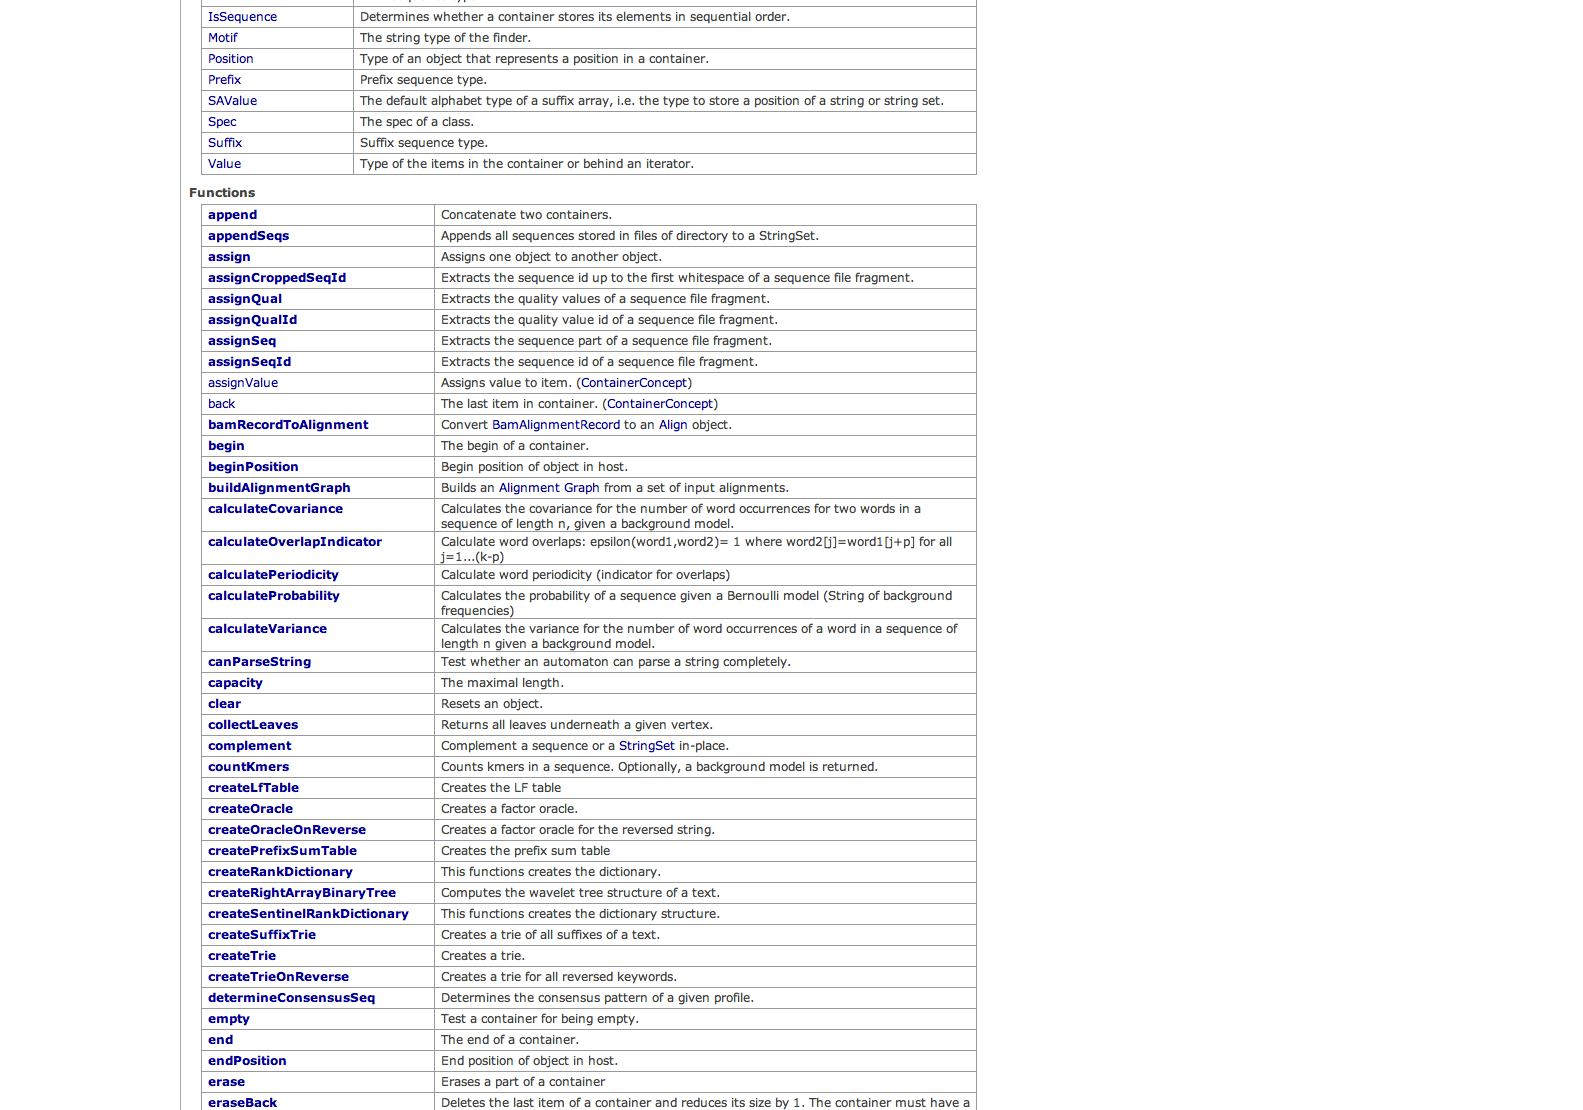 IsSequence Determines whether a container stores its elements in sequential order.
Motif The string type of the finder.
Position Type of an object that represents a position in a container.
Prefix Prefix sequence type.
SAValue The default alphabet type of a suffix array, i.e. the type to store a position of a string or string set.
Spec The spec of a class.
Suffix Suffix sequence type.
Value Type of the items in the container or behind an iterator.
Functions
append Concatenate two containers.
appendSeqs Appends all sequences stored in files of directory to a StringSet.
assign Assigns one object to another object.
assignCroppedSeqId Extracts the sequence id up to the first whitespace of a sequence file fragment.
assignQual Extracts the quality values of a sequence file fragment.
assignQualId Extracts the quality value id of a sequence file fragment.
assignSeq Extracts the sequence part of a sequence file fragment.
assignSeqId Extracts the sequence id of a sequence file fragment.
assignValue Assigns value to item. (ContainerConcept)
back The last item in container. (ContainerConcept)
bamRecordToAlignment Convert BamAlignmentRecord to an Align object.
begin The begin of a container.
beginPosition Begin position of object in host.
buildAlignmentGraph Builds an Alignment Graph from a set of input alignments.
calculateCovariance Calculates the covariance for the number of word occurrences for two words in a
sequence of length n, given a background model.
calculateOverlapIndicator Calculate word overlaps: epsilon(word1,word2)= 1 where word2[j]=word1[j+p] for all
j=1...(k-p)
calculatePeriodicity Calculate word periodicity (indicator for overlaps)
calculateProbability Calculates the probability of a sequence given a Bernoulli model (String of background
frequencies)
calculateVariance Calculates the variance for the number of word occurrences of a word in a sequence of
length n given a background model.
canParseString Test whether an automaton can parse a string completely.
capacity The maximal length.
clear Resets an object.
collectLeaves Returns all leaves underneath a given vertex.
complement Complement a sequence or a StringSet in-place.
countKmers Counts kmers in a sequence. Optionally, a background model is returned.
createLfTable Creates the LF table
createOracle Creates a factor oracle.
createOracleOnReverse Creates a factor oracle for the reversed string.
createPrefixSumTable Creates the prefix sum table
createRankDictionary This functions creates the dictionary.
createRightArrayBinaryTree Computes the wavelet tree structure of a text.
createSentinelRankDictionary This functions creates the dictionary structure.
createSuffixTrie Creates a trie of all suffixes of a text.
createTrie Creates a trie.
createTrieOnReverse Creates a trie for all reversed keywords.
determineConsensusSeq Determines the consensus pattern of a given profile.
empty Test a container for being empty.
end The end of a container.
endPosition End position of object in host.
erase Erases a part of a container
eraseBack Deletes the last item of a container and reduces its size by 1. The container must have a